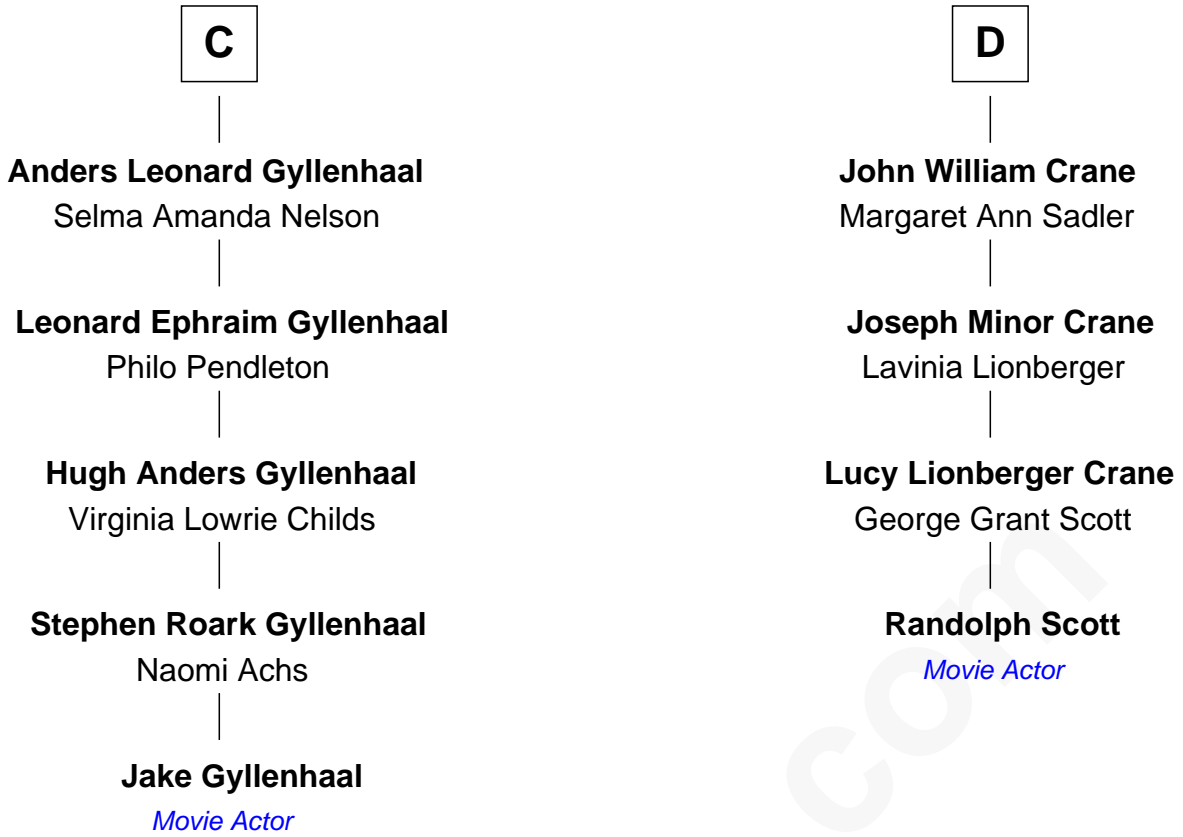 C
Anders Leonard Gyllenhaal
Selma Amanda Nelson
Leonard Ephraim Gyllenhaal
Philo Pendleton
Hugh Anders Gyllenhaal
Virginia Lowrie Childs
Stephen Roark Gyllenhaal
Naomi Achs
Jake Gyllenhaal
Movie Actor
D
John William Crane
Margaret Ann Sadler
Joseph Minor Crane
Lavinia Lionberger
Lucy Lionberger Crane
George Grant Scott
Randolph Scott
Movie Actor
com